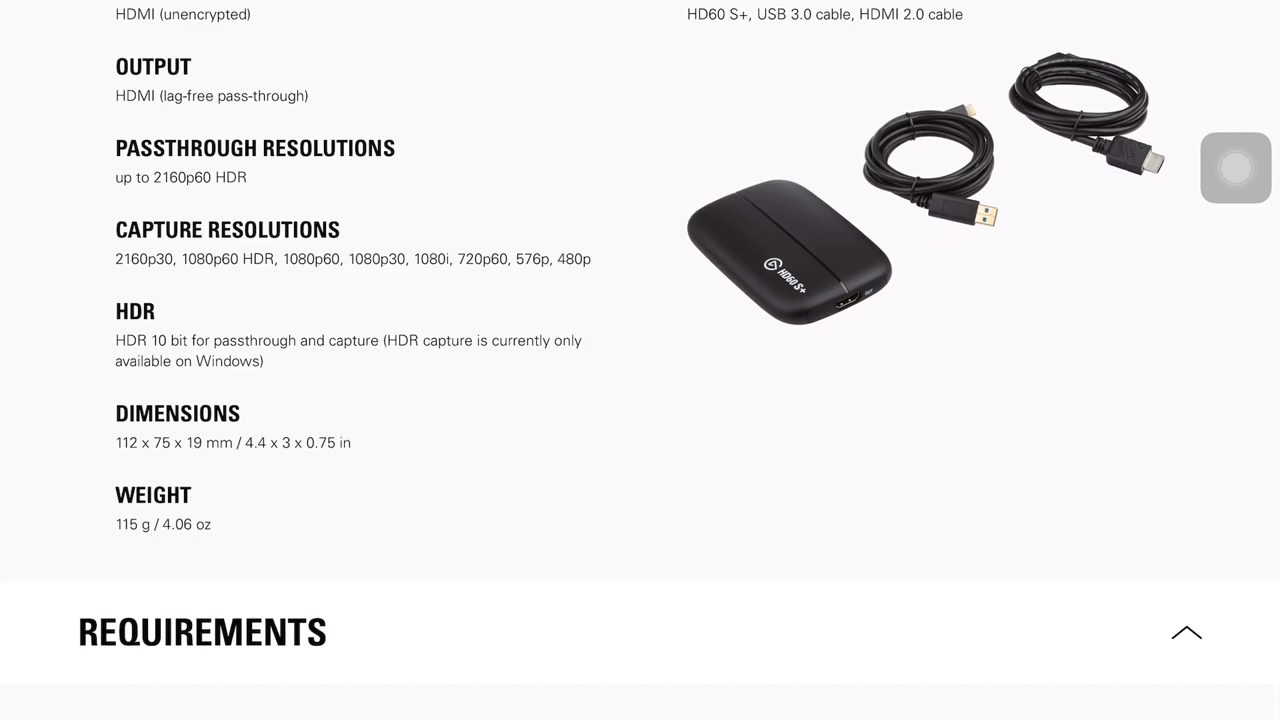 HDMI (unencrypted)
OUTPUT
HDMI (lag-free pass-through)
PASSTHROUGH RESOLUTIONS
up to 2160p60 HDR
CAPTURE RESOLUTIONS
2160p30, 1080p60 HDR, 1080p60, 1080p30, 1080i, 720p60, 576p, 480p
HDR
HDR 10 bit for passthrough and capture (HDR capture is currently only
available on Windows)
DIMENSIONS
112 x 75 x 19 mm / 4.4 x 3 x 0.75 in
WEIGHT
115 g / 4.06 oz
HD60 S+, USB 3.0 cable, HDMI 2.0 cable
HD60 S+
REQUIREMENTS